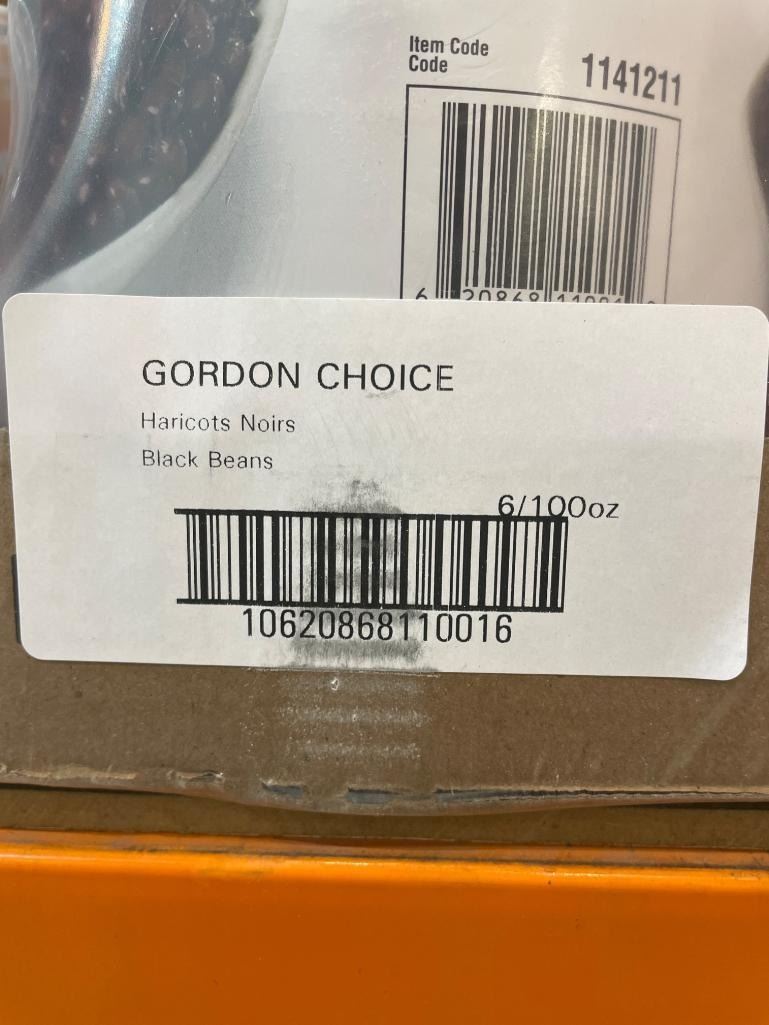 Item Code
Code
1141211
GORDON CHOICE
Haricots Noirs
Black Beans
6/100oz
10620868110016